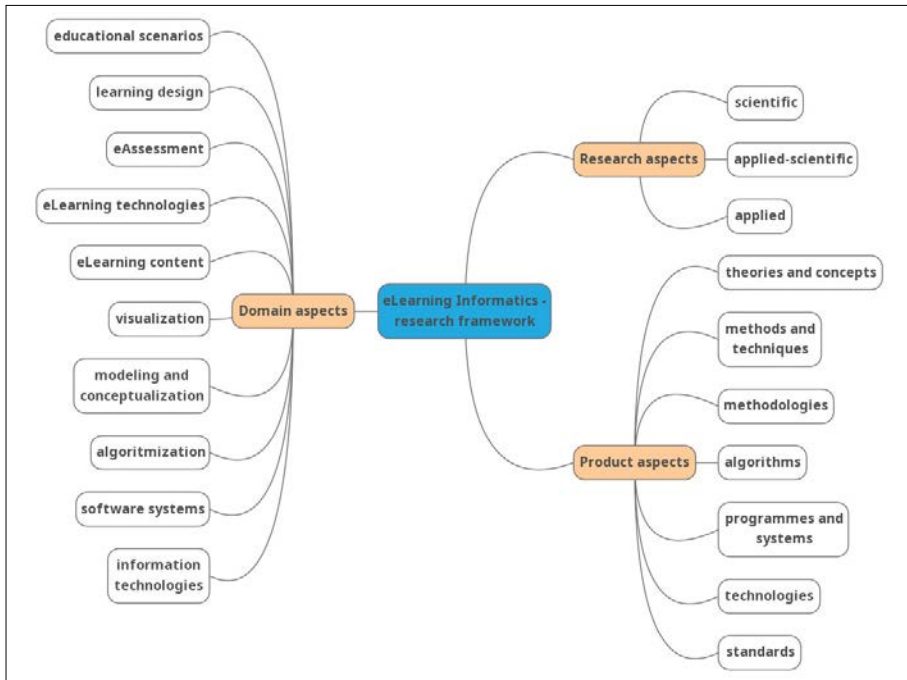 educational scenarios
learning design
eAssessment
eLearning technologies
eLearning content
visualization
modeling and
conceptualization
algoritmization
software systems
information
technologies
Domain aspects
eLearning Informatics -
research framework
Research aspects
scientific
applied-scientific
applied
Product aspects
theories and concepts
methods and
techniques
methodologies
algorithms
programmes and
systems
technologies
standards